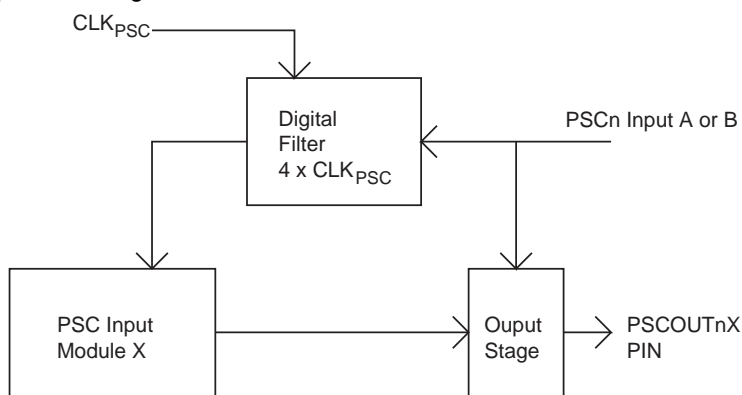 CLKPSC
Digital
Filter
4 x CLKPSC
PSCn Input A or B
PSC Input
Module X
Ouput
Stage
PSCOUTnX
PIN